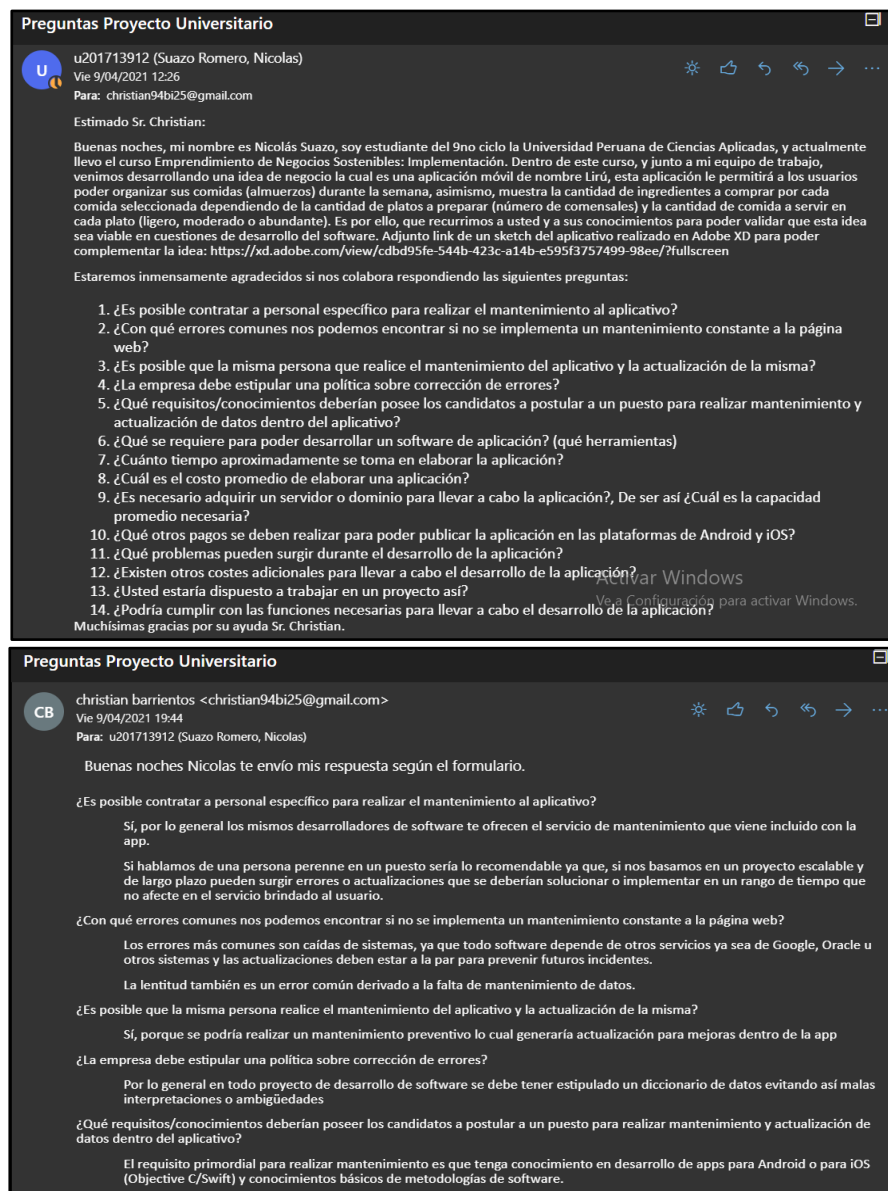 Preguntas Proyecto Universitario
U
u201713912 (Suazo Romero, Nicolas)
Vie 9/04/2021 12:26
Para: christian94bi25@gmail.com
Estimado Sr. Christian:
Buenas noches, mi nombre es Nicolás Suazo, soy estudiante del 9no ciclo la Universidad Peruana de Ciencias Aplicadas, y actualmente
llevo el curso Emprendimiento de Negocios Sostenibles: Implementación. Dentro de este curso, y junto a mi equipo de trabajo,
venimos desarrollando una idea de negocio la cual es una aplicación móvil de nombre Lirú, esta aplicación le permitirá a los usuarios
poder organizar sus comidas (almuerzos) durante la semana, asimismo, muestra la cantidad de ingredientes a comprar por cada
comida seleccionada dependiendo de la cantidad de platos a preparar (número de comensales) y la cantidad de comida a servir en
cada plato (ligero, moderado o abundante). Es por ello, que recurrimos a usted y a sus conocimientos para poder validar que esta idea
sea viable en cuestiones de desarrollo del software. Adjunto link de un sketch del aplicativo realizado en Adobe XD para poder
complementar la idea: https://xd.adobe.com/view/cdbd95fe-544b-423c-a14b-e595f3757499-98ee/?fullscreen
Estaremos inmensamente agradecidos si nos colabora respondiendo las siguientes preguntas:
1. ¿Es posible contratar a personal específico para realizar el mantenimiento al aplicativo?
2. ¿Con qué errores comunes nos podemos encontrar si no se implementa un mantenimiento constante a la página
web?
3. ¿Es posible que la misma persona que realice el mantenimiento del aplicativo y la actualización de la misma?
4. ¿La empresa debe estipular una política sobre corrección de errores?
5. ¿Qué requisitos/conocimientos deberían posee los candidatos a postular a un puesto para realizar mantenimiento y
actualización de datos dentro del aplicativo?
6. ¿Qué se requiere para poder desarrollar un software de aplicación? (qué herramientas)
7. ¿Cuánto tiempo aproximadamente se toma en elaborar la aplicación?
8. ¿Cuál es el costo promedio de elaborar una aplicación?
9. ¿Es necesario adquirir un servidor o dominio para llevar a cabo la aplicación?, De ser así ¿Cuál es la capacidad
promedio necesaria?
10. ¿Qué otros pagos se deben realizar para poder publicar la aplicación en las plataformas de Android y iOS?
11. ¿Qué problemas pueden surgir durante el desarrollo de la aplicación?
12. ¿Existen otros costes adicionales para llevar a cabo el desarrollo de la aplicación?
Activar Windows
13. ¿Usted estaría dispuesto a trabajar en un proyecto así?
Ve a Configuración para activar Windows.
14. ¿Podría cumplir con las funciones necesarias para llevar a cabo el desarrollo de la aplicación?
Muchísimas gracias por su ayuda Sr. Christian.
Preguntas Proyecto Universitario
CB
christian barrientos <christian94bi25@gmail.com>
Vie 9/04/2021 19:44
Para: u201713912 (Suazo Romero, Nicolas)
Buenas noches Nicolas te envío mis respuesta según el formulario.
¿Es posible contratar a personal específico para realizar el mantenimiento al aplicativo?
Sí, por lo general los mismos desarrolladores de software te ofrecen el servicio de mantenimiento que viene incluido con la
app.
Si hablamos de una persona perenne en un puesto sería lo recomendable ya que, si nos basamos en un proyecto escalable y
de largo plazo pueden surgir errores o actualizaciones que se deberían solucionar o implementar en un rango de tiempo que
no afecte en el servicio brindado al usuario.
¿Con qué errores comunes nos podemos encontrar si no se implementa un mantenimiento constante a la página web?
Los errores más comunes son caídas de sistemas, ya que todo software depende de otros servicios ya sea de Google, Oracle u
otros sistemas y las actualizaciones deben estar a la par para prevenir futuros incidentes.
La lentitud también es un error común derivado a la falta de mantenimiento de datos.
¿Es posible que la misma persona realice el mantenimiento del aplicativo y la actualización de la misma?
Sí, porque se podría realizar un mantenimiento preventivo lo cual generaría actualización para mejoras dentro de la app
¿La empresa debe estipular una política sobre corrección de errores?
Por lo general en todo proyecto de desarrollo de software se debe tener estipulado un diccionario de datos evitando así malas
interpretaciones o ambigüedades
¿Qué requisitos/conocimientos deberían poseer los candidatos a postular a un puesto para realizar mantenimiento y actualización de
datos dentro del aplicativo?
El requisito primordial para realizar mantenimiento es que tenga conocimiento en desarrollo de apps para Android o para iOS
(Objective C/Swift) y conocimientos básicos de metodologías de software.